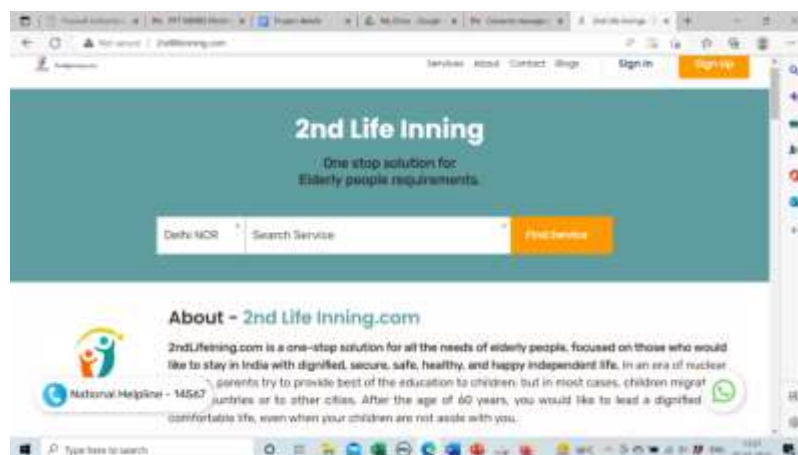 Not secure | 2ndlifeinning.com
Services About Contact Blogs Sign In Sign Up
2nd Life Inning
One stop solution for
Elderly people requirements.
Delhi NCR Search Service Find Service
About - 2nd Life Inning.com
2ndLifeining.com is a one-stop solution for all the needs of elderly people, focused on those who would
like to stay in India with dignified, secure, safe, healthy, and happy independent life. In an era of nuclear
parents try to provide best of the education to children. but in most cases, children migrat
National Helpline - 14567 untries or to other cities. After the age of 60 years, you would like to lead a dignified
comfortable life, even when your children are not aside with you.
Type here to search